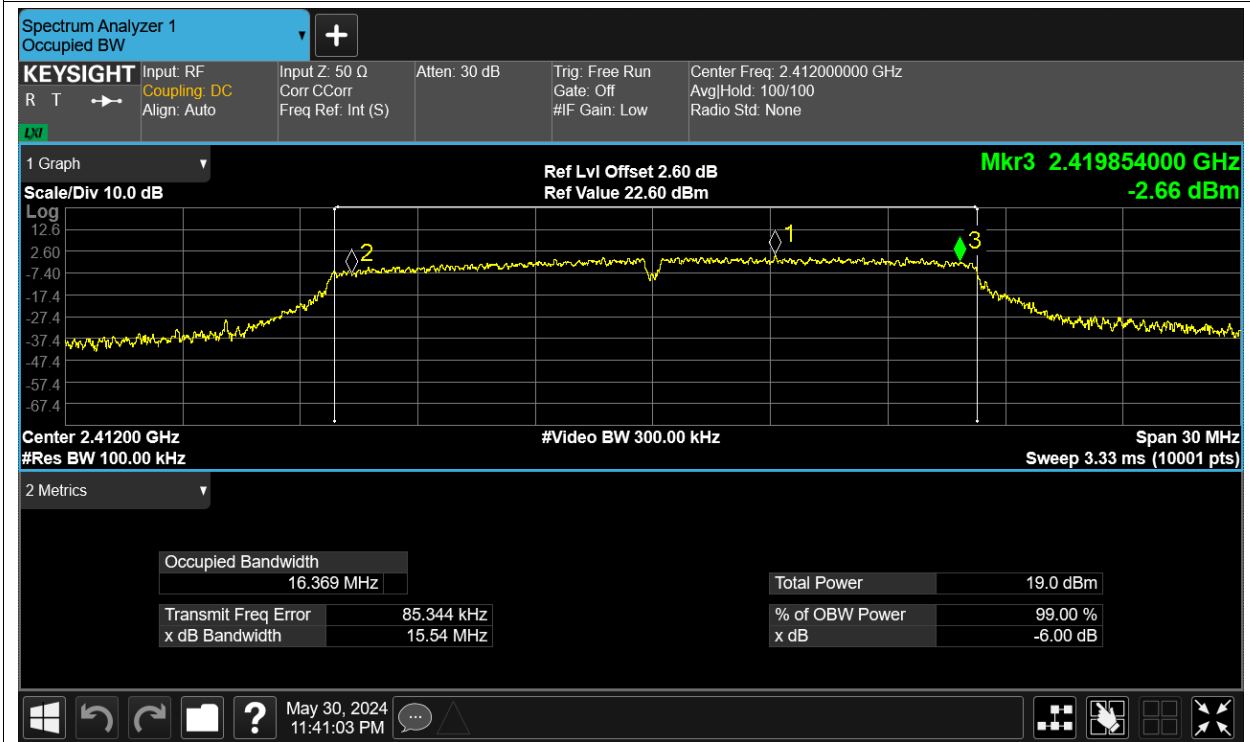 Spectrum Analyzer 1
Occupied BW
KEYSIGHT
R T
LXI
Input: RF
Coupling: DC
Align: Auto
Input Z: 50 Ω
Corr CCorr
Freq Ref: Int (S)
Atten: 30 dB
Trig: Free Run
Gate: Off
#IF Gain: Low
Center Freq: 2.412000000 GHz
Avg|Hold: 100/100
Radio Std: None
1 Graph
Scale/Div 10.0 dB
Ref Lvl Offset 2.60 dB
Ref Value 22.60 dBm
Mkr3 2.419854000 GHz
-2.66 dBm
Log
12.6
2.60
-7.40
-17.4
-27.4
-37.4
-47.4
-57.4
-67.4
2
1
3
Center 2.41200 GHz
#Res BW 100.00 kHz
#Video BW 300.00 kHz
Span 30 MHz
Sweep 3.33 ms (10001 pts)
2 Metrics
Occupied Bandwidth
16.369 MHz
Transmit Freq Error 85.344 kHz
x dB Bandwidth 15.54 MHz
Total Power 19.0 dBm
% of OBW Power 99.00 %
x dB -6.00 dB
?
May 30, 2024
11:41:03 PM